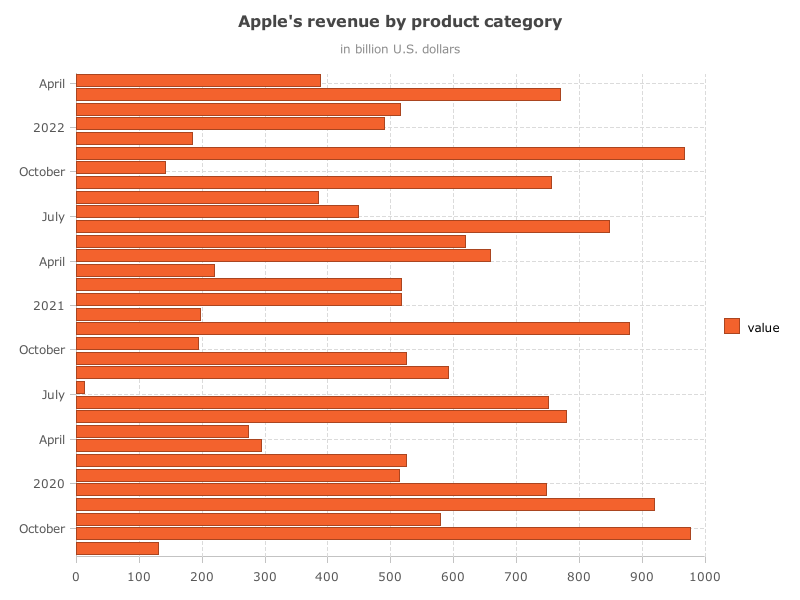 Apple's revenue by product category
in billion U.S. dollars
April
2022
October
July
April
2021
October
July
April
2020
October
0 100 200 300 400 500 600 700 800 900 1000
value